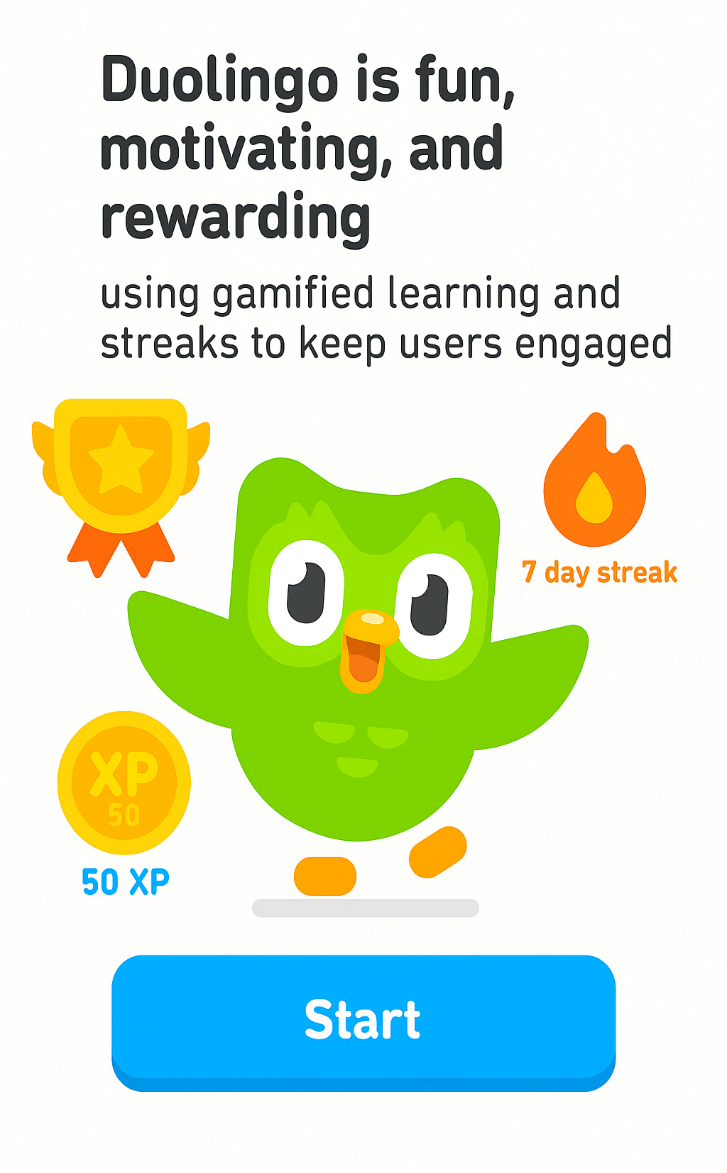 Duolingo is fun,
motivating, and
rewarding
using gamified learning and
streaks to keep users engaged
7 day streak
XP
50
50 XP
Start